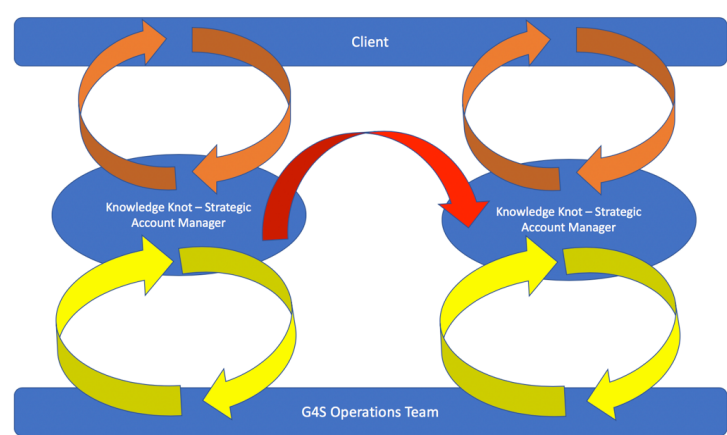 Client
Knowledge Knot – Strategic
Account Manager
Knowledge Knot – Strategic
Account Manager
G4S Operations Team